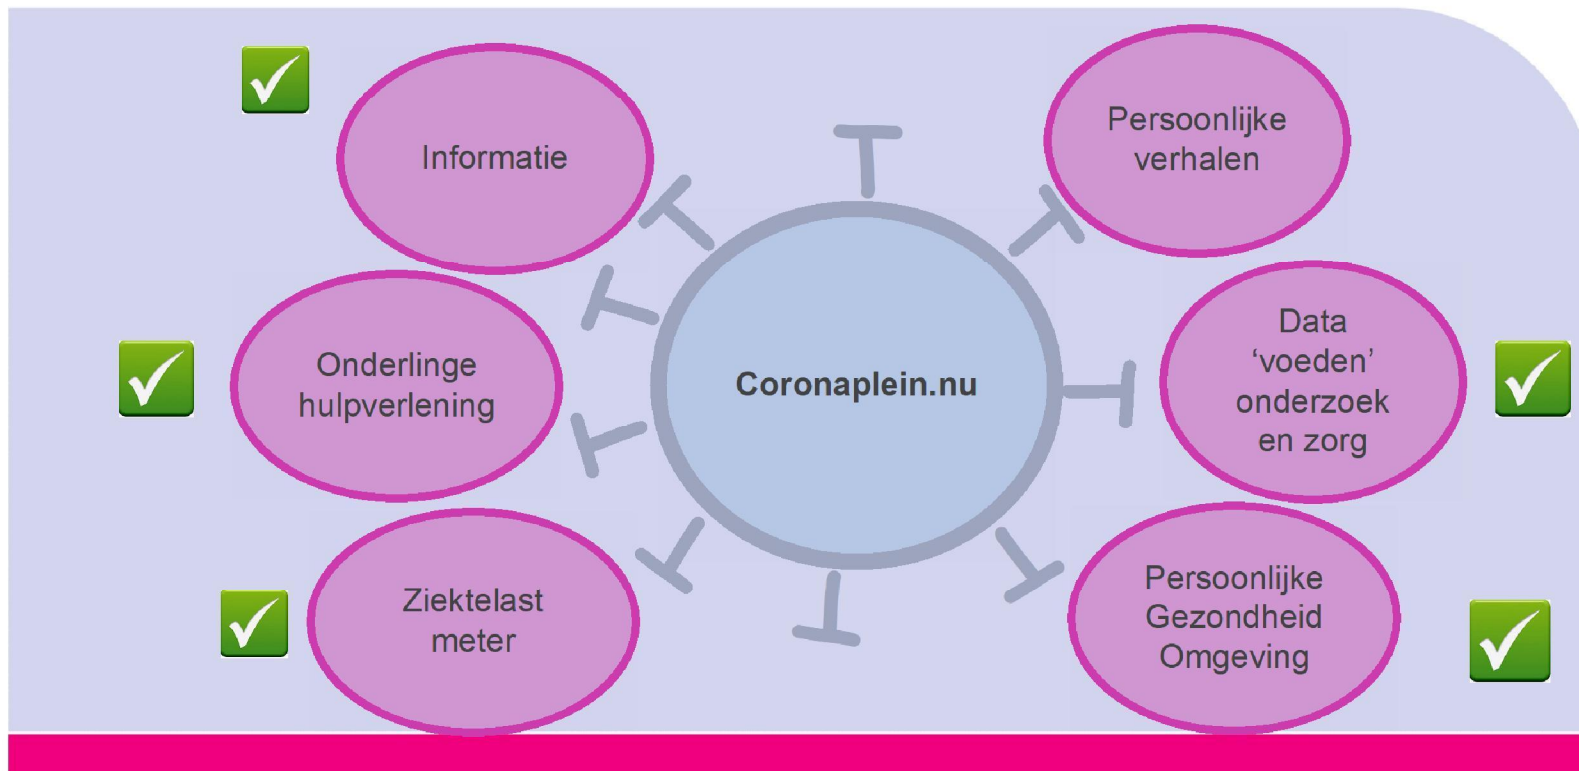 Informatie
Persoonlijke
verhalen
Onderlinge
hulpverlening
Coronaplein.nu
Data
‘voeden’
onderzoek
en zorg
Ziektelast
meter
Persoonlijke
Gezondheid
Omgeving